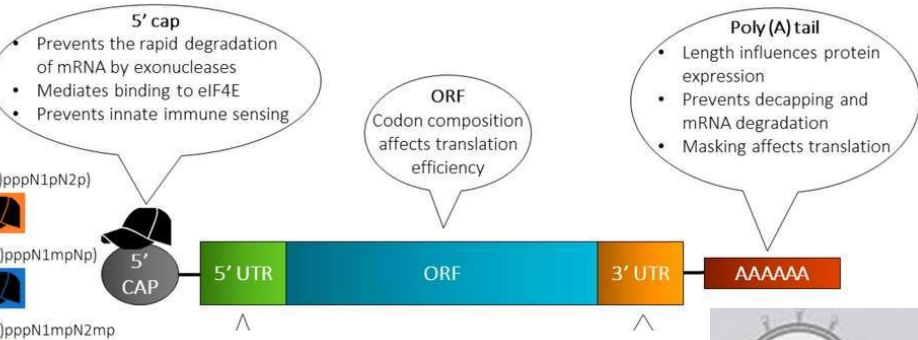 5’ cap
• Prevents the rapid degradation
of mRNA by exonucleases
• Mediates binding to eIF4E
• Prevents innate immune sensing
ORF
Codon composition
affects translation
efficiency
Poly (A) tail
• Length influences protein
expression
• Prevents decapping and
mRNA degradation
• Masking affects translation
)pppN1pN2p)
)pppN1mpNp)
)pppN1mpN2mp
5’
CAP
5’ UTR
ORF
3’ UTR
AAAAAA